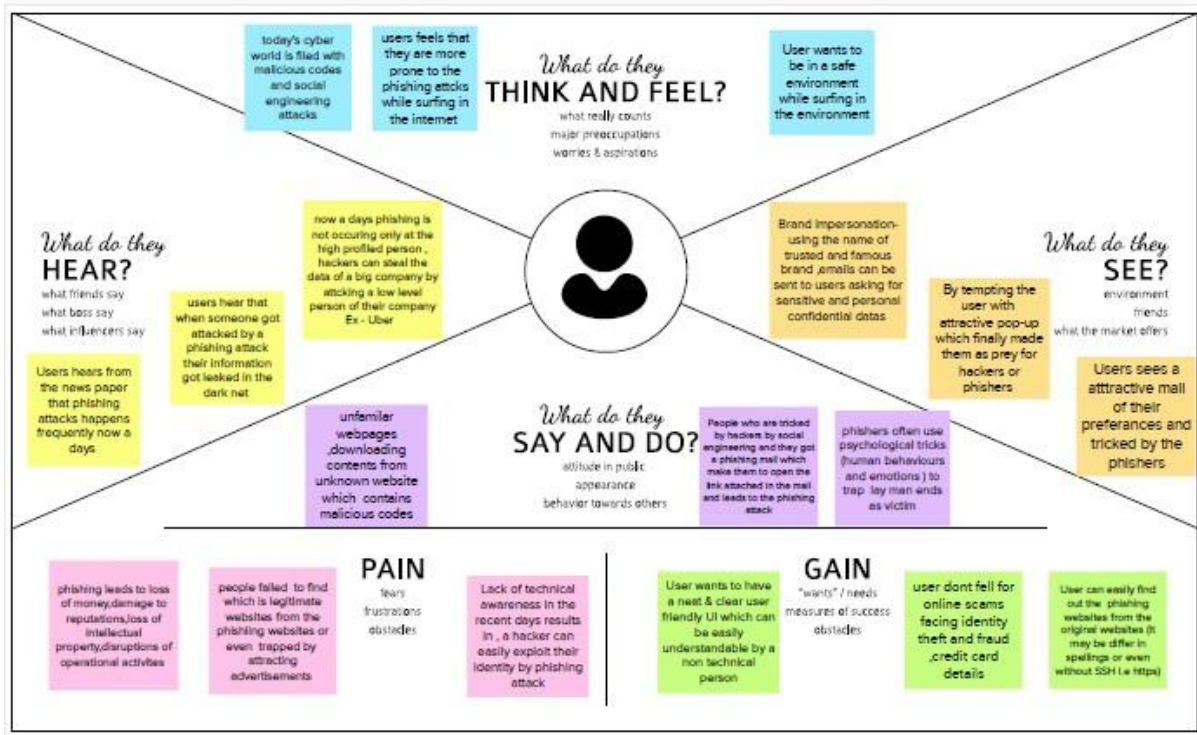 today's cyber
world is filed with
malicious codes
and social
engineering
attacks
users feels that
they are more
prone to the
phishing attcks
while surfing in
the internet
What do they
THINK AND FEEL?
what really counts
major preoccupations
worries & aspirations
User wants to
be in a safe
environment
while surfing in
the environment
What do they
HEAR?
what friends say
what boss say
what influencers say
now a days phishing is
not occuring only at the
high profiled person ,
hackers can steal the
data of a big company by
attcking a low level
person of their company
Ex - Uber
users hear that
when someone got
attacked by a
phishing attack
their information
got leaked in the
dark net
Users hears from
the news paper
that phishing
attacks happens
frequently now a
days
Brand impersonation-
using the name of
trusted and famous
brand ,emails can be
sent to users asking for
sensitive and personal
confidential datas
What do they
SEE?
environment
friends
what the market offers
By tempting the
user with
attractive pop-up
which finally made
them as prey for
hackers or
phishers
Users sees a
atttractive mail
of their
preferances and
tricked by the
phishers
unfamilar
webpages
,downloading
contents from
unknown website
which contains
malicious codes
What do they
SAY AND DO?
attitude in public
appearance
behavior towards others
People who are tricked
by hackers by social
engineering and they got
a phishing mail which
make them to open the
link attached in the mail
and leads to the phishing
attack
phishers often use
psychological tricks
(human behaviours
and emotions ) to
trap lay man ends
as victim
PAIN
fears
frustrations
obstacles
phishing leads to loss
of money,damage to
reputations,loss of
intellectual
property,disruptions of
operational activites
people failed to find
which is legitimate
websites from the
phishiing websites or
even trapped by
attracting
advertisements
Lack of technical
awareness in the
recent days results
in , a hacker can
easily exploit their
identity by phishing
attack
GAIN
"wants" / needs
measures of success
obstacles
User wants to have
a neat & clear user
friendly UI which can
be easily
understandable by a
non technical
person
user dont fell for
online scams
facing identity
theft and fraud
,credit card
details
User can easily find
out the phishing
websites from the
original websites (it
may be differ in
spellings or even
without SSH i.e https)